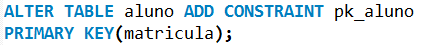 ALTER TABLE aluno ADD CONSTRAINT pk_aluno
PRIMARY KEY(matricula);